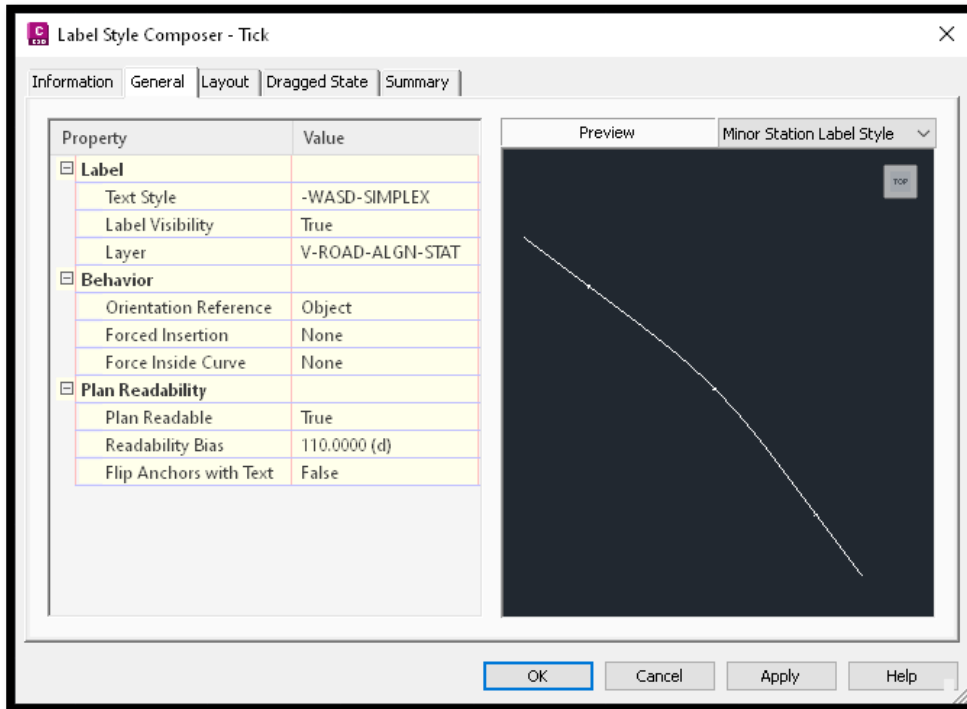 C
C3D
Label Style Composer - Tick
Information General Layout Dragged State Summary
Property Value
Label
Text Style -WASD-SIMPLEX
Label Visibility True
Layer V-ROAD-ALGN-STAT
Behavior
Orientation Reference Object
Forced Insertion None
Force Inside Curve None
Plan Readability
Plan Readable True
Readability Bias 110.0000 (d)
Flip Anchors with Text False
Preview Minor Station Label Style
TOP
OK Cancel Apply Help